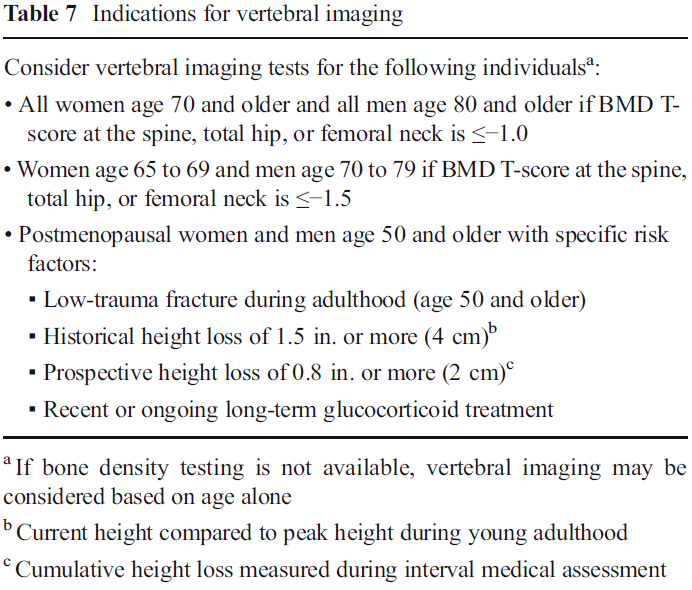 Table 7 Indications for vertebral imaging
Consider vertebral imaging tests for the following individualsᵃ:
• All women age 70 and older and all men age 80 and older if BMD T-
score at the spine, total hip, or femoral neck is ≤−1.0
• Women age 65 to 69 and men age 70 to 79 if BMD T-score at the spine,
total hip, or femoral neck is ≤−1.5
• Postmenopausal women and men age 50 and older with specific risk
factors:
▪ Low-trauma fracture during adulthood (age 50 and older)
▪ Historical height loss of 1.5 in. or more (4 cm)ᵇ
▪ Prospective height loss of 0.8 in. or more (2 cm)ᶜ
▪ Recent or ongoing long-term glucocorticoid treatment
ᵃ If bone density testing is not available, vertebral imaging may be
considered based on age alone
ᵇ Current height compared to peak height during young adulthood
ᶜ Cumulative height loss measured during interval medical assessment